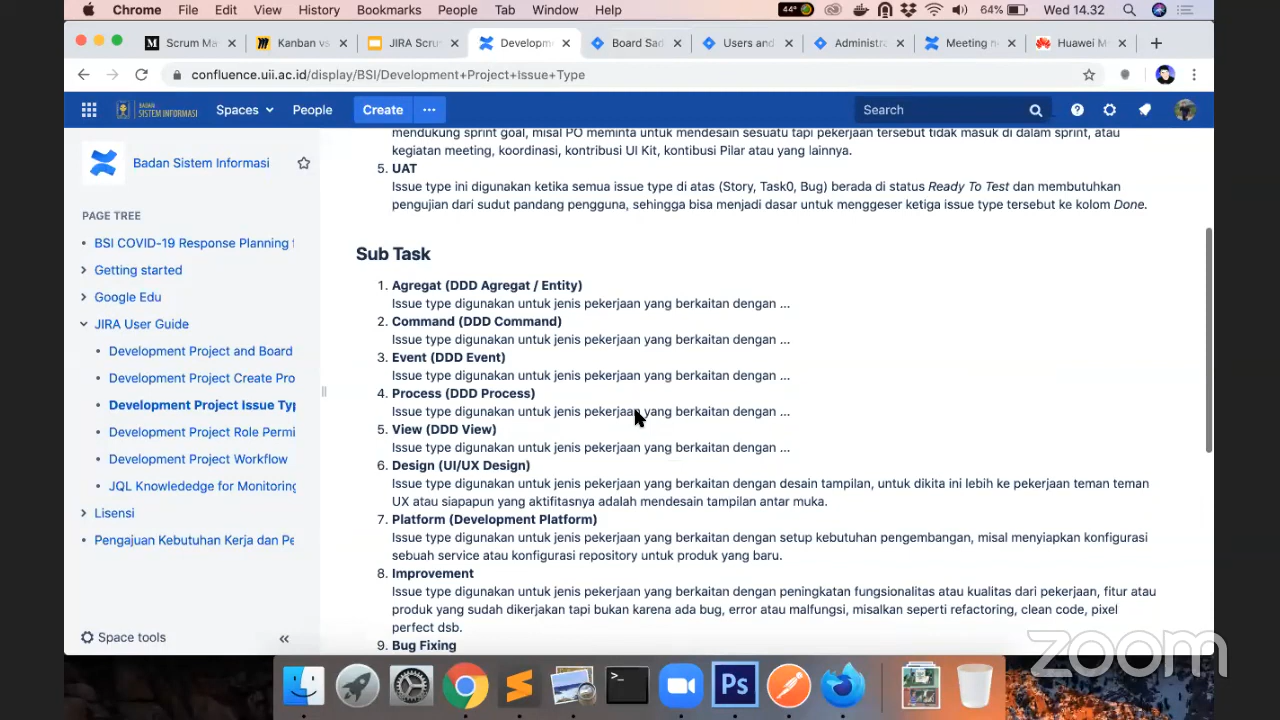 Chrome File Edit View History Bookmarks People Tab Window Help 44° 64% Wed 14.32
Scrum Ma Kanban vs JIRA Scru Developm Board Sad Users and Administra Meeting n Huawei M
confluence.uii.ac.id/display/BSI/Development+Project+Issue+Type
BADAN SISTEM INFORMASI Spaces People Create ... Search
Badan Sistem Informasi
PAGE TREE
BSI COVID-19 Response Planning
Getting started
Google Edu
JIRA User Guide
Development Project and Board
Development Project Create Pro
Development Project Issue Typ
Development Project Role Permi
Development Project Workflow
JQL Knowledede for Monitoring
Lisensi
Pengajuan Kebutuhan Kerja dan Pe
Space tools
mendukung sprint goal, misal PO meminta untuk mendesain sesuatu tapi pekerjaan tersebut tidak masuk di dalam sprint, atau
kegiatan meeting, koordinasi, kontribusi UI Kit, kontibusi Pilar atau yang lainnya.
5. UAT
Issue type ini digunakan ketika semua issue type di atas (Story, Task0, Bug) berada di status Ready To Test dan membutuhkan
pengujian dari sudut pandang pengguna, sehingga bisa menjadi dasar untuk menggeser ketiga issue type tersebut ke kolom Done.
Sub Task
1. Agregat (DDD Agregat / Entity)
Issue type digunakan untuk jenis pekerjaan yang berkaitan dengan ...
2. Command (DDD Command)
Issue type digunakan untuk jenis pekerjaan yang berkaitan dengan ...
3. Event (DDD Event)
Issue type digunakan untuk jenis pekerjaan yang berkaitan dengan ...
4. Process (DDD Process)
Issue type digunakan untuk jenis pekerjaan yang berkaitan dengan ...
5. View (DDD View)
Issue type digunakan untuk jenis pekerjaan yang berkaitan dengan ...
6. Design (UI/UX Design)
Issue type digunakan untuk jenis pekerjaan yang berkaitan dengan desain tampilan, untuk dikita ini lebih ke pekerjaan teman teman
UX atau siapapun yang aktifitasnya adalah mendesain tampilan antar muka.
7. Platform (Development Platform)
Issue type digunakan untuk jenis pekerjaan yang berkaitan dengan setup kebutuhan pengembangan, misal menyiapkan konfigurasi
sebuah service atau konfigurasi repository untuk produk yang baru.
8. Improvement
Issue type digunakan untuk jenis pekerjaan yang berkaitan dengan peningkatan fungsionalitas atau kualitas dari pekerjaan, fitur atau
produk yang sudah dikerjakan tapi bukan karena ada bug, error atau malfungsi, misalkan seperti refactoring, clean code, pixel
perfect dsb.
9. Bug Fixing
Ps
zoom